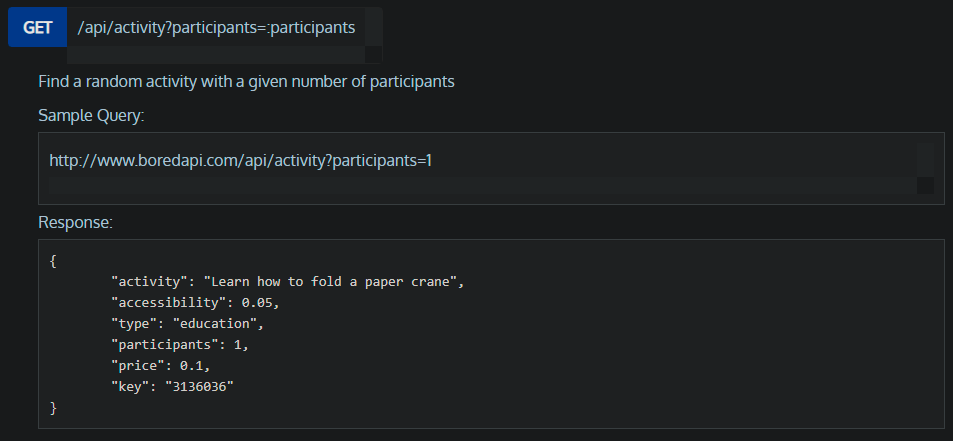 GET /api/activity?participants=:participants
Find a random activity with a given number of participants
Sample Query:
http://www.boredapi.com/api/activity?participants=1
Response:
{
"activity": "Learn how to fold a paper crane",
"accessibility": 0.05,
"type": "education",
"participants": 1,
"price": 0.1,
"key": "3136036"
}